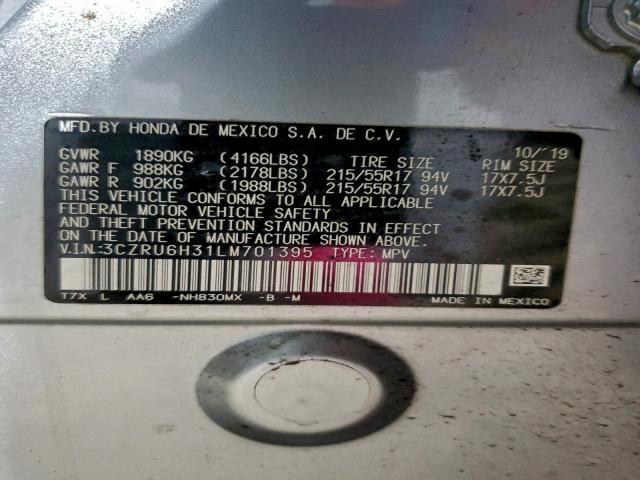 MFD.BY HONDA DE MEXICO S.A. DE C.V.
10/'19
GVWR 1890KG (4166LBS) TIRE SIZE RIM SIZE
GAWR F 988KG (2178LBS) 215/55R17 94V 17X7.5J
GAWR R 902KG (1988LBS) 215/55R17 94V 17X7.5J
THIS VEHICLE CONFORMS TO ALL APPLICABLE
FEDERAL MOTOR VEHICLE SAFETY
AND THEFT PREVENTION STANDARDS IN EFFECT
ON THE DATE OF MANUFACTURE SHOWN ABOVE.
V.I.N:3CZRU6H31LM701395 TYPE: MPV
T7X L AA6 -NH830MX -B -M MADE IN MEXICO